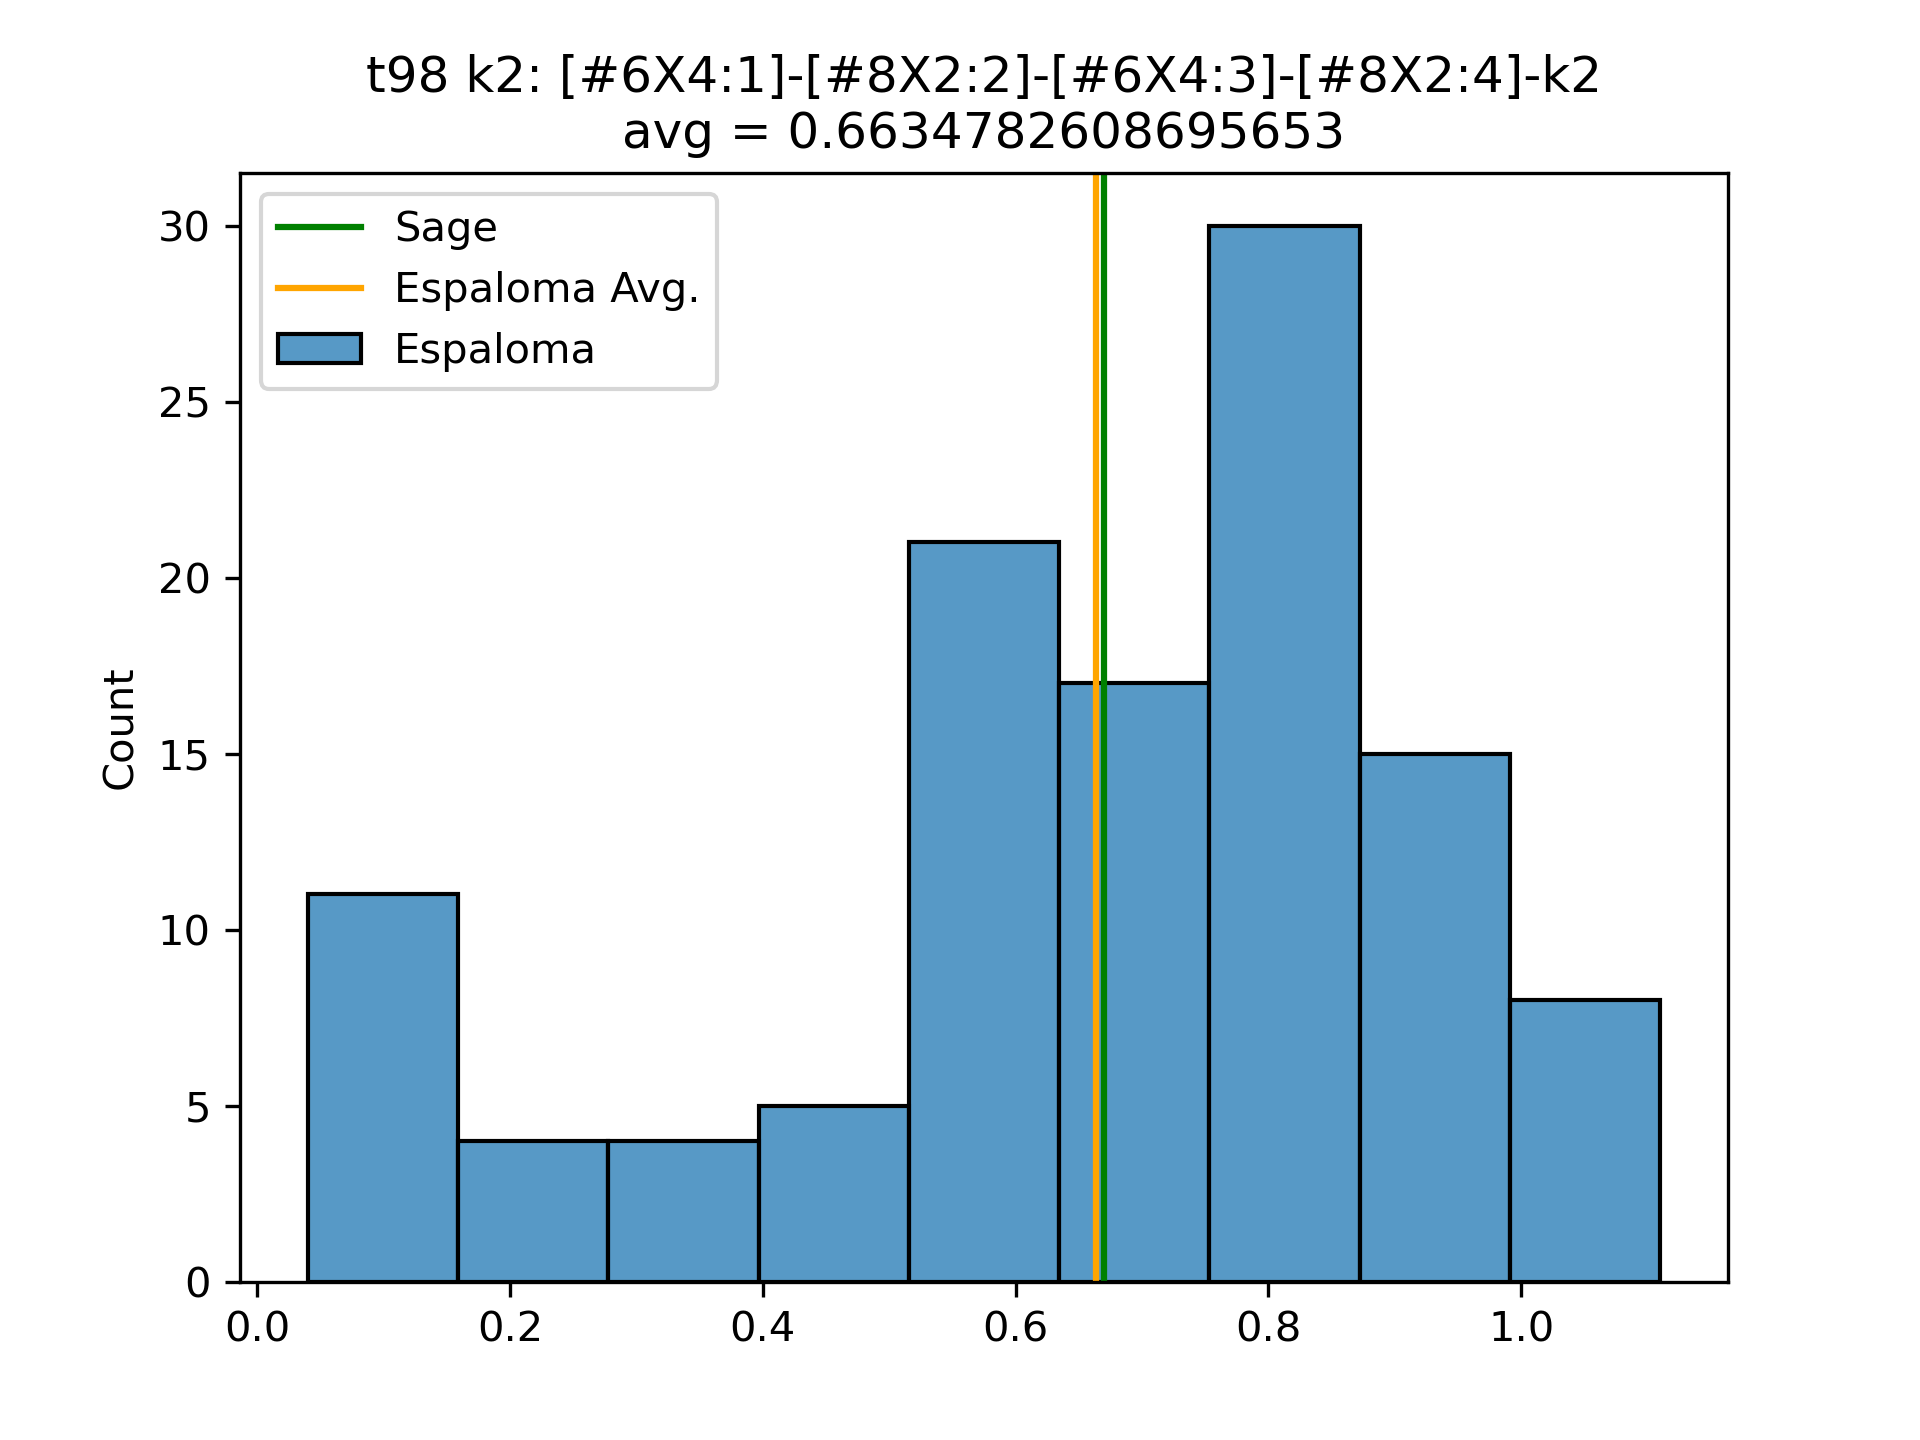 t98 k2: [#6X4:1]-[#8X2:2]-[#6X4:3]-[#8X2:4]-k2
avg = 0.6634782608695653
Sage
Espaloma Avg.
Espaloma
30
25
20
15
10
5
0
Count
0.0 0.2 0.4 0.6 0.8 1.0